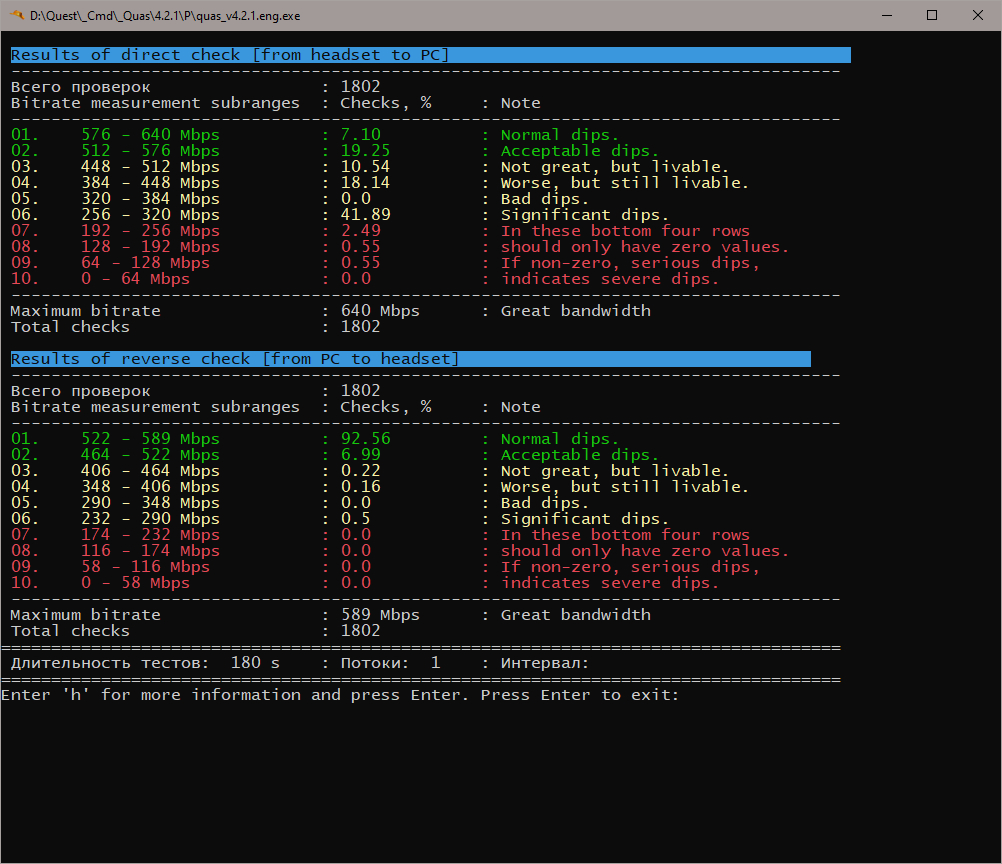 D:\Quest\_Cmd\_Quas\4.2.1\P\quas_v4.2.1.eng.exe
Results of direct check [from headset to PC]
--------------------------------------------------------------------------------
Всего проверок : 1802
Bitrate measurement subranges : Checks, % : Note
--------------------------------------------------------------------------------
01. 576 - 640 Mbps : 7.10 : Normal dips.
02. 512 - 576 Mbps : 19.25 : Acceptable dips.
03. 448 - 512 Mbps : 10.54 : Not great, but livable.
04. 384 - 448 Mbps : 18.14 : Worse, but still livable.
05. 320 - 384 Mbps : 0.0 : Bad dips.
06. 256 - 320 Mbps : 41.89 : Significant dips.
07. 192 - 256 Mbps : 2.49 : In these bottom four rows
08. 128 - 192 Mbps : 0.55 : should only have zero values.
09. 64 - 128 Mbps : 0.55 : If non-zero, serious dips,
10. 0 - 64 Mbps : 0.0 : indicates severe dips.
--------------------------------------------------------------------------------
Maximum bitrate : 640 Mbps : Great bandwidth
Total checks : 1802
Results of reverse check [from PC to headset]
--------------------------------------------------------------------------------
Всего проверок : 1802
Bitrate measurement subranges : Checks, % : Note
--------------------------------------------------------------------------------
01. 522 - 589 Mbps : 92.56 : Normal dips.
02. 464 - 522 Mbps : 6.99 : Acceptable dips.
03. 406 - 464 Mbps : 0.22 : Not great, but livable.
04. 348 - 406 Mbps : 0.16 : Worse, but still livable.
05. 290 - 348 Mbps : 0.0 : Bad dips.
06. 232 - 290 Mbps : 0.5 : Significant dips.
07. 174 - 232 Mbps : 0.0 : In these bottom four rows
08. 116 - 174 Mbps : 0.0 : should only have zero values.
09. 58 - 116 Mbps : 0.0 : If non-zero, serious dips,
10. 0 - 58 Mbps : 0.0 : indicates severe dips.
--------------------------------------------------------------------------------
Maximum bitrate : 589 Mbps : Great bandwidth
Total checks : 1802
====================================================================================
Длительность тестов: 180 s : Потоки: 1 : Интервал:
====================================================================================
Enter 'h' for more information and press Enter. Press Enter to exit: